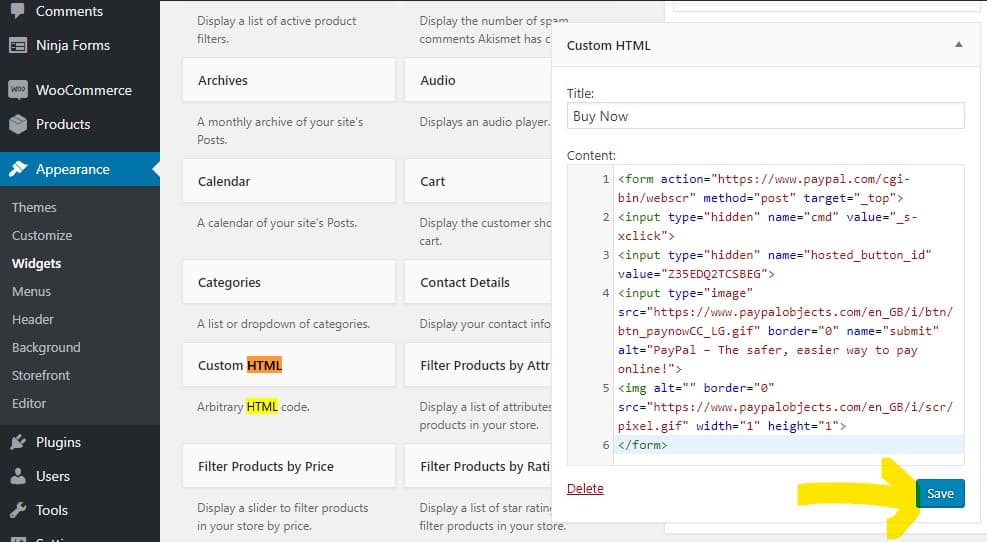 Comments
Ninja Forms
WooCommerce
Products
Appearance
Themes
Customize
Widgets
Menus
Header
Background
Storefront
Editor
Plugins
Users
Tools
Display a list of active product
filters.
Archives
A monthly archive of your site's
Posts.
Calendar
A calendar of your site's Posts.
Categories
A list or dropdown of categories.
Custom HTML
Arbitrary HTML code.
Filter Products by Price
Display a slider to filter products
in your store by price.
Display the number of spam
comments Akismet has c
Audio
Displays an audio player.
Cart
Display the customer sho
cart.
Contact Details
Display your contact info
Filter Products by Attr
Display a list of attributes
products in your store.
Filter Products by Rati
Display a list of star rating
filter products in your store.
Custom HTML
Title:
Buy Now
Content:
1 <form action="https://www.paypal.com/cgi-
bin/webscr" method="post" target="_top">
2 <input type="hidden" name="cmd" value="_s-
xclick">
3 <input type="hidden" name="hosted_button_id"
value="Z35EDQ2TCSBEG">
4 <input type="image"
src="https://www.paypalobjects.com/en_GB/i/btn/
btn_paynowCC_LG.gif" border="0" name="submit"
alt="PayPal – The safer, easier way to pay
online!">
5 <img alt="" border="0"
src="https://www.paypalobjects.com/en_GB/i/scr/
pixel.gif" width="1" height="1">
6 </form>
Delete
Save